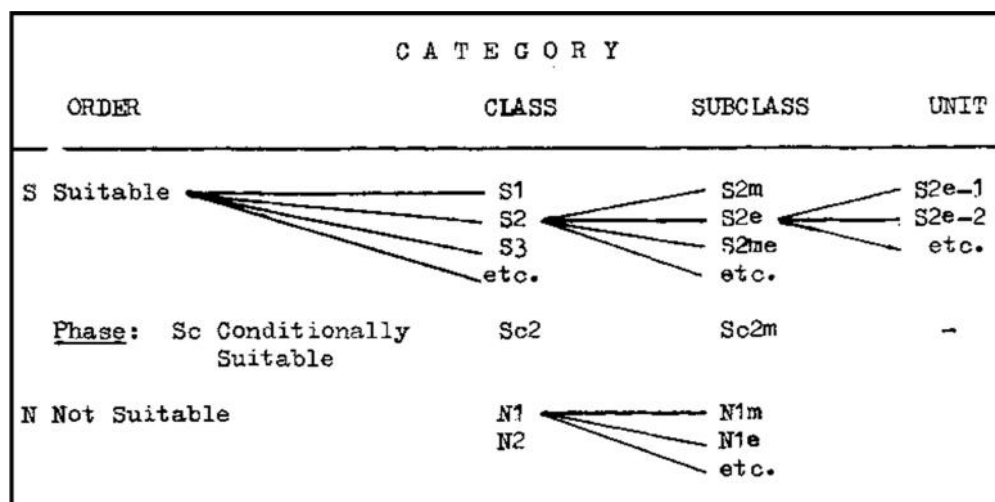 C A T E G O R Y
ORDER CLASS SUBCLASS UNIT
S Suitable S1 S2m S2e-1
S2 S2e S2e-2
S3 S2me etc.
etc. etc.
Phase: Sc Conditionally Sc2 Sc2m -
Suitable
N Not Suitable N1 N1m
N2 N1e
etc.